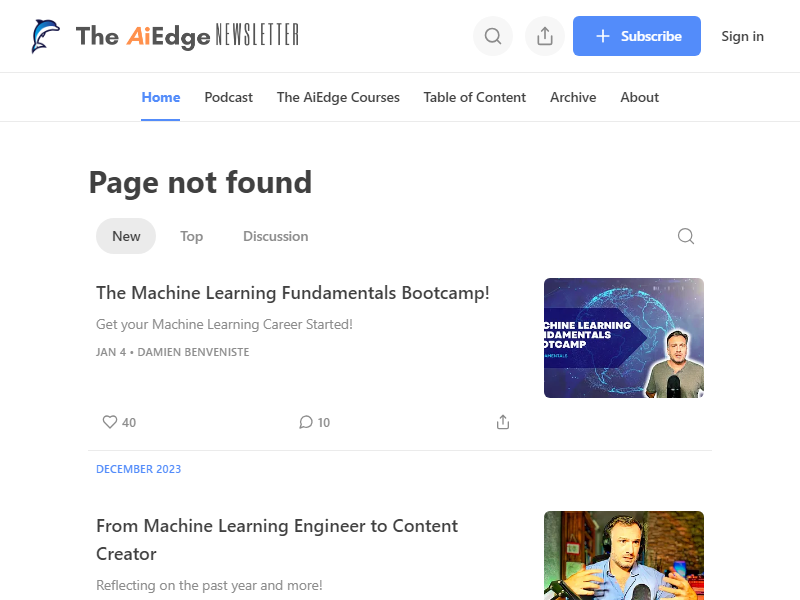 The AiEdge NEWSLETTER
Subscribe
Sign in
Home
Podcast
The AiEdge Courses
Table of Content
Archive
About
Page not found
New
Top
Discussion
The Machine Learning Fundamentals Bootcamp!
Get your Machine Learning Career Started!
JAN 4 • DAMIEN BENVENISTE
CHINE LEARNING
NDAMENTALS
OTCAMP
AMENTALS
40
10
DECEMBER 2023
From Machine Learning Engineer to Content
Creator
Reflecting on the past year and more!